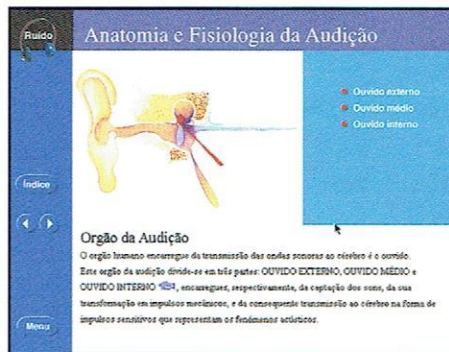 Ruído
Anatomia e Fisiologia da Audição
Ouvido externo
Ouvido médio
Ouvido interno
Índice
Orgão da Audição
O orgão humano encarregue da transmissão das ondas sonoras ao cérebro é o ouvido.
Este orgão da audição divide-se em três partes: OUVIDO EXTERNO, OUVIDO MÉDIO e
OUVIDO INTERNO , encarregues, respectivamente, da captação dos sons, da sua
transformação em impulsos mecânicos, e da consequente transmissão ao cérebro na forma de
impulsos sensitivos que representam os fenómenos acústicos.
Menu